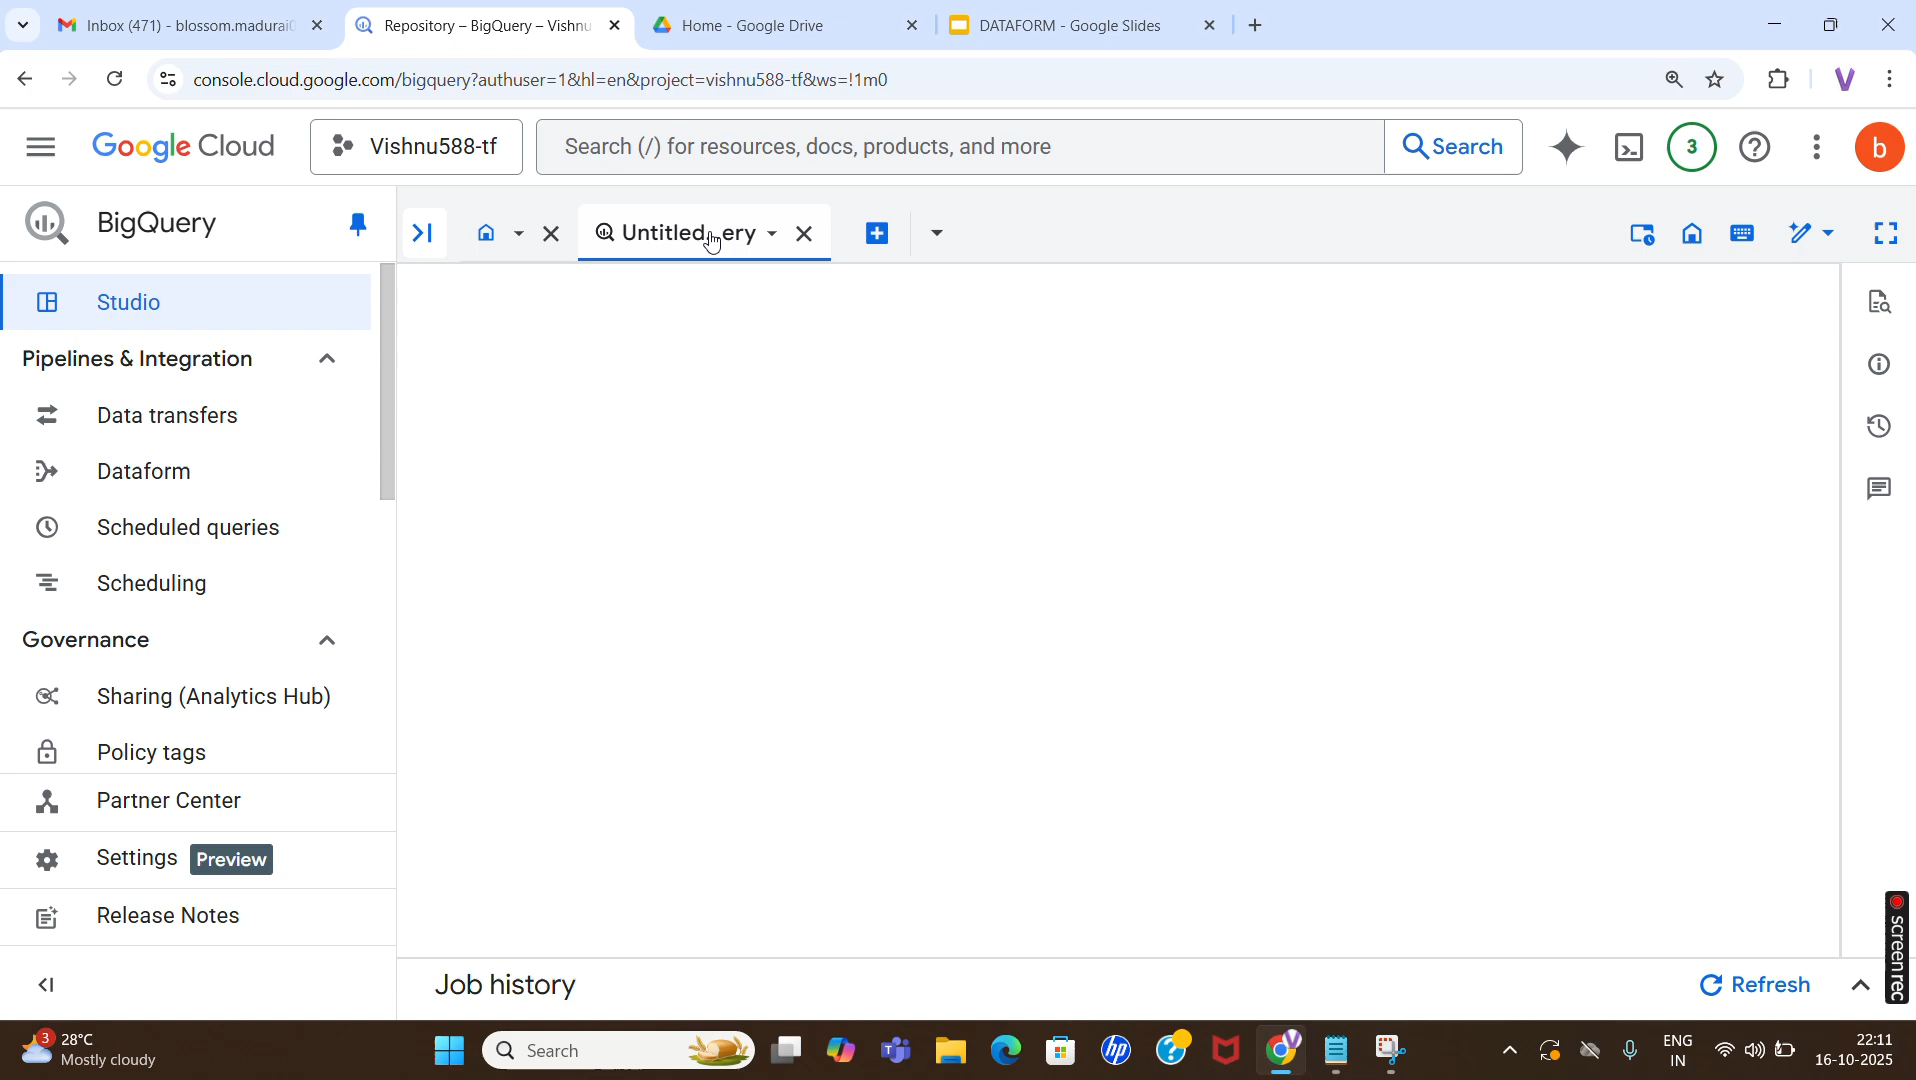 Inbox (471) - blossom.madurai
Repository – BigQuery – Vishnu
Home - Google Drive
DATAFORM - Google Slides
console.cloud.google.com/bigquery?authuser=1&hl=en&project=vishnu588-tf&ws=!1m0
V
Google Cloud
Vishnu588-tf
Search (/) for resources, docs, products, and more
Search
3
b
BigQuery
Untitled ery
Studio
Pipelines & Integration
Data transfers
Dataform
Scheduled queries
Scheduling
Governance
Sharing (Analytics Hub)
Policy tags
Partner Center
Settings Preview
Release Notes
Job history
Refresh
screenrec
3
28°C
Mostly cloudy
Search
ENG
IN
22:11
16-10-2025